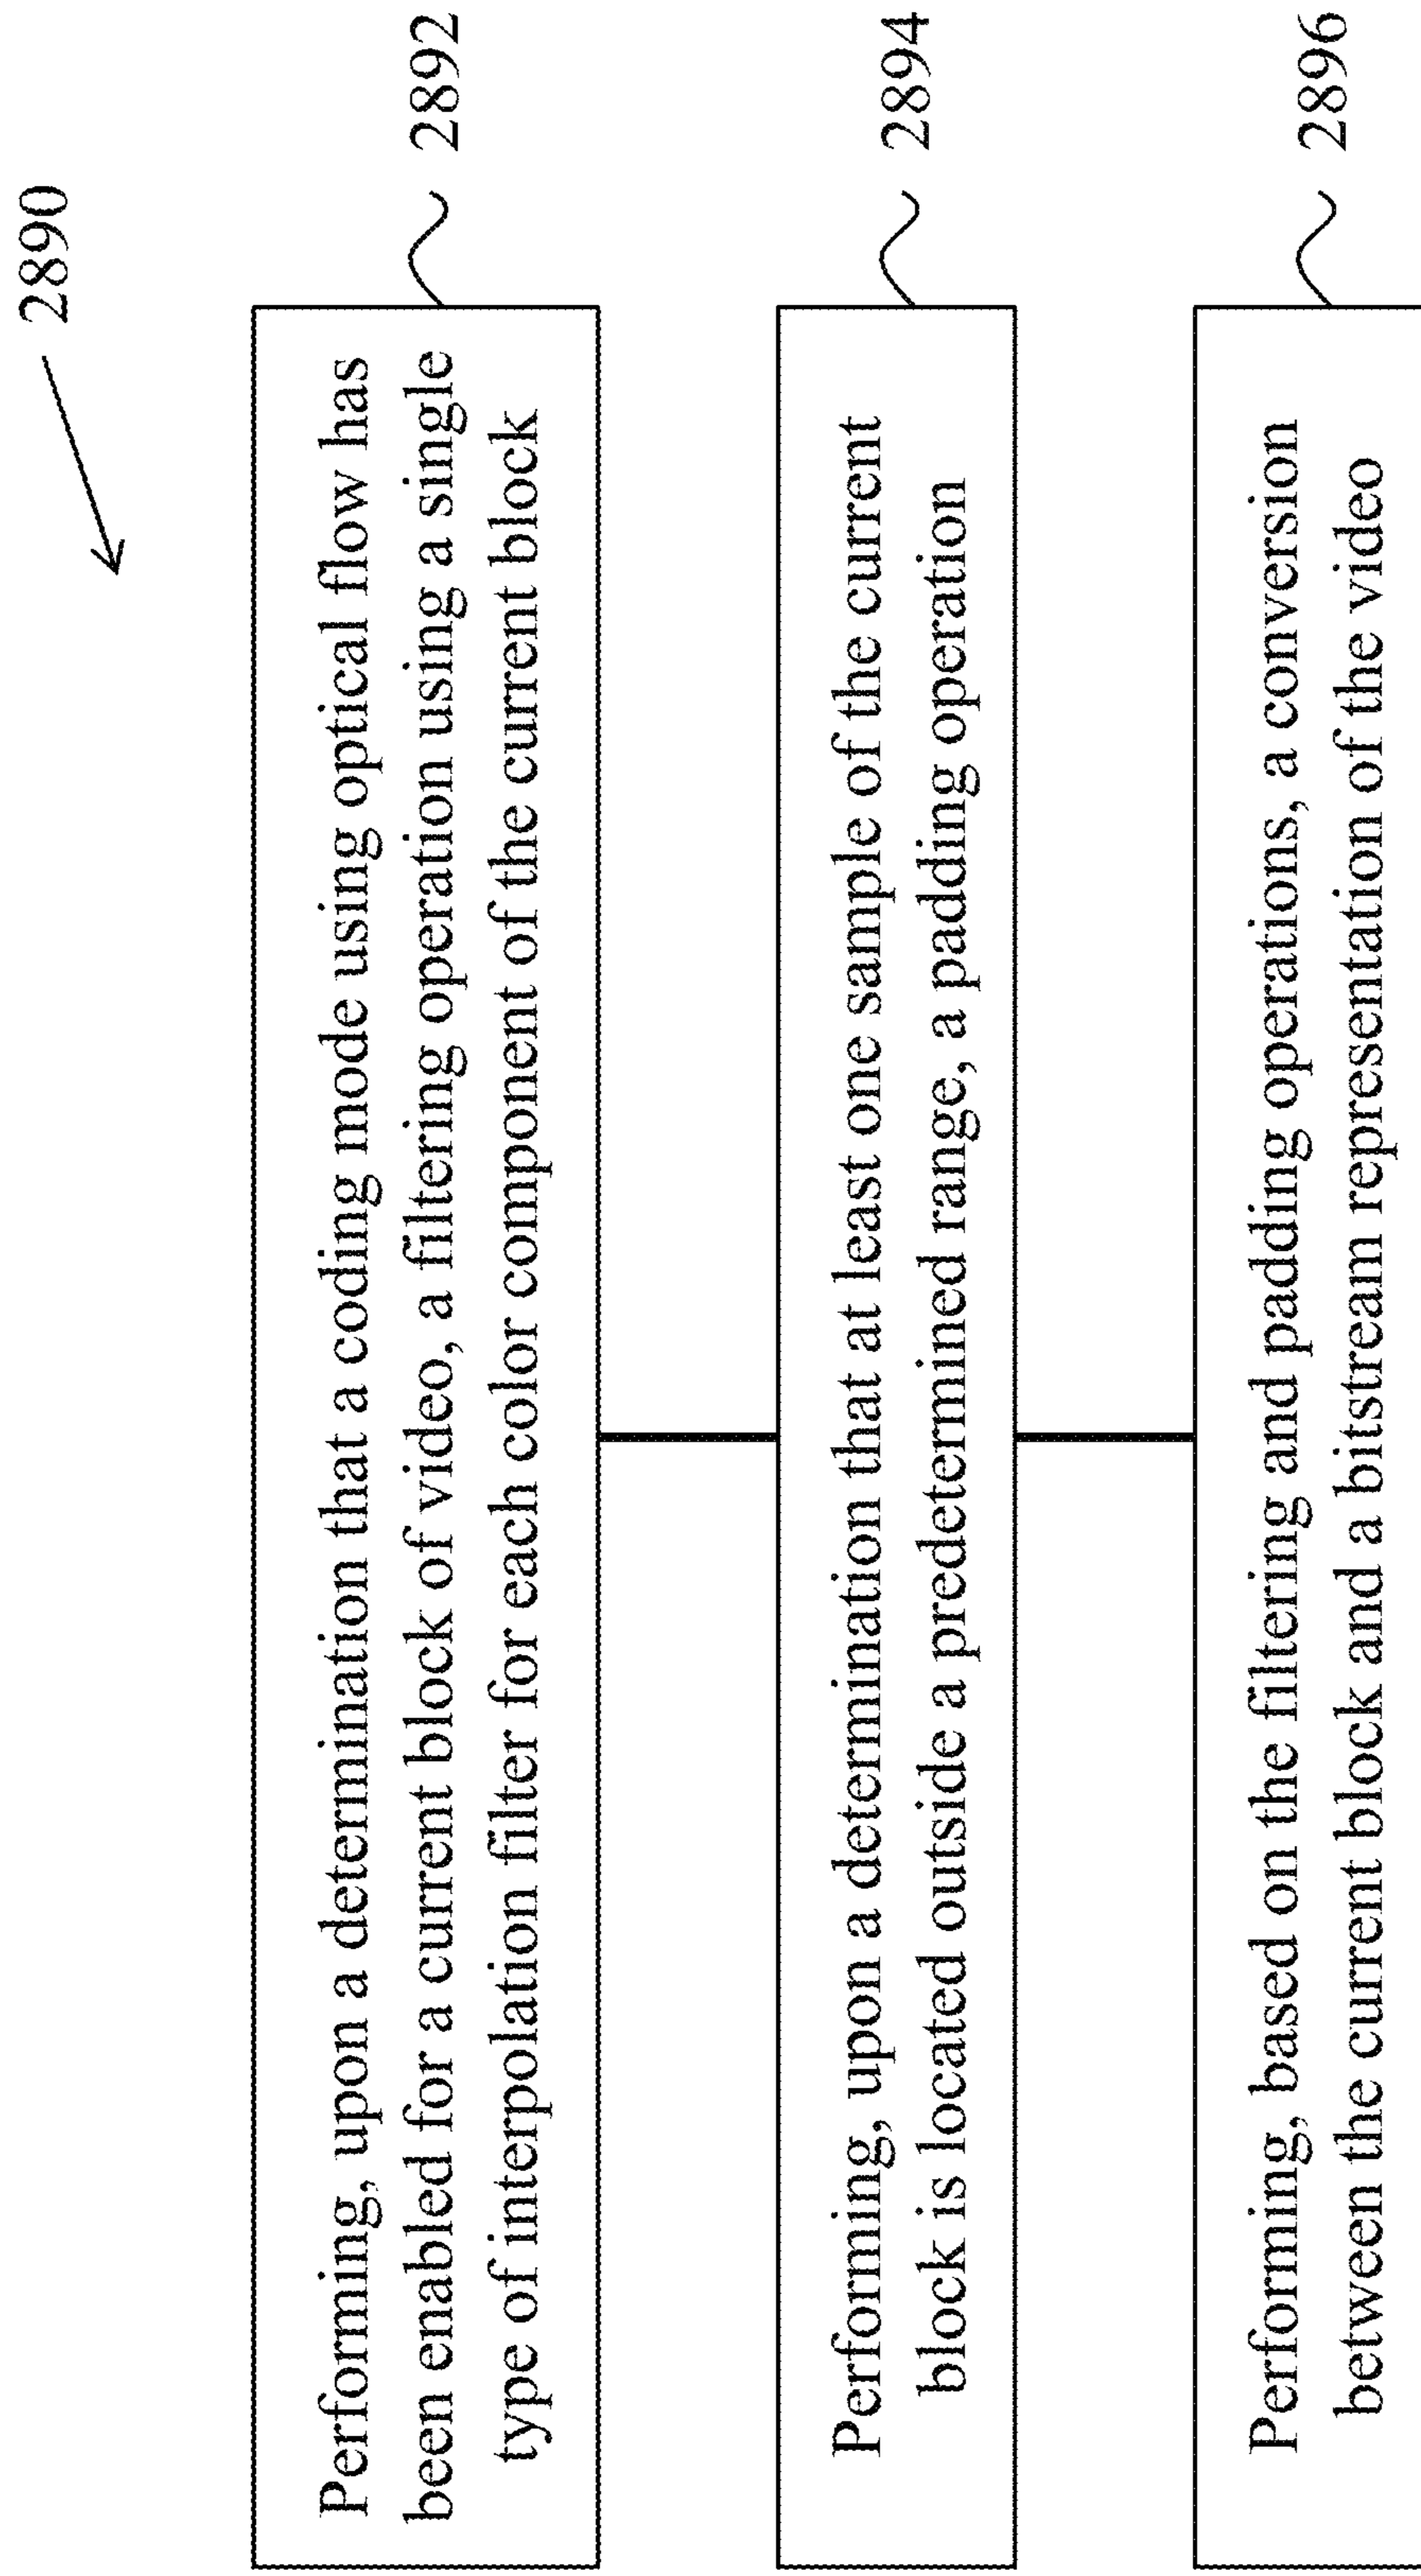 2890
Performing, upon a determination that a coding mode using optical flow has
been enabled for a current block of video, a filtering operation using a single
type of interpolation filter for each color component of the current block
2892
Performing, upon a determination that at least one sample of the current
block is located outside a predetermined range, a padding operation
2894
Performing, based on the filtering and padding operations, a conversion
between the current block and a bitstream representation of the video
2896